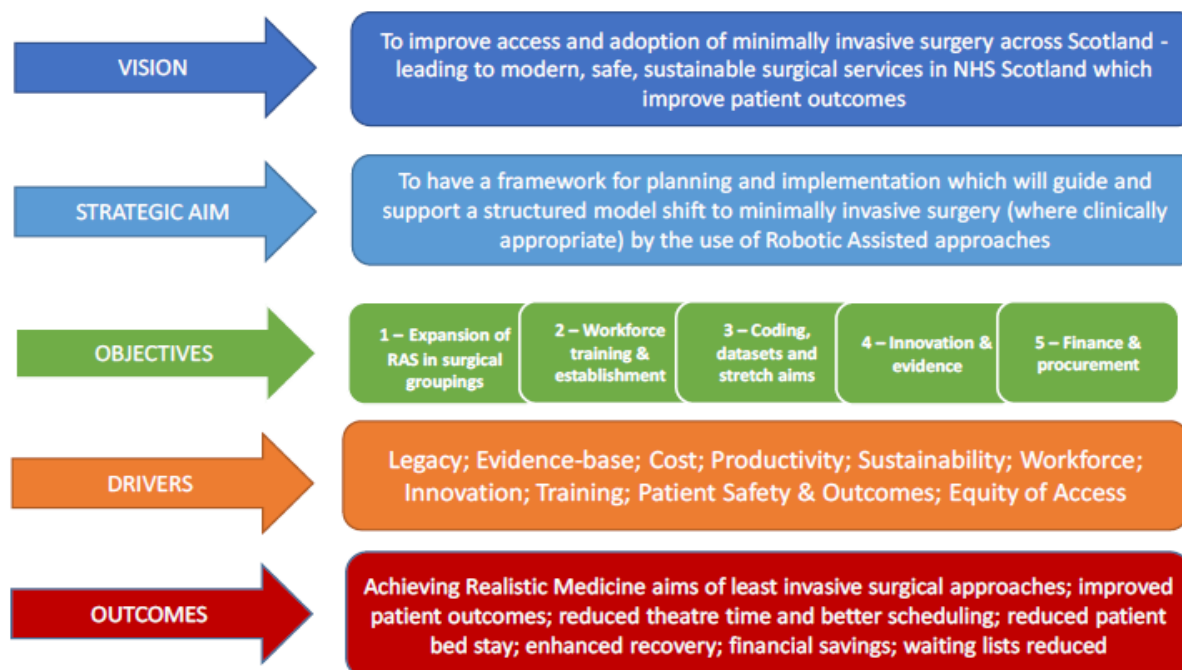 VISION
To improve access and adoption of minimally invasive surgery across Scotland -
leading to modern, safe, sustainable surgical services in NHS Scotland which
improve patient outcomes
STRATEGIC AIM
To have a framework for planning and implementation which will guide and
support a structured model shift to minimally invasive surgery (where clinically
appropriate) by the use of Robotic Assisted approaches
OBJECTIVES
1 – Expansion of
RAS in surgical
groupings
2 – Workforce
training &
establishment
3 – Coding,
datasets and
stretch aims
4 – Innovation &
evidence
5 – Finance &
procurement
DRIVERS
Legacy; Evidence-base; Cost; Productivity; Sustainability; Workforce;
Innovation; Training; Patient Safety & Outcomes; Equity of Access
OUTCOMES
Achieving Realistic Medicine aims of least invasive surgical approaches; improved
patient outcomes; reduced theatre time and better scheduling; reduced patient
bed stay; enhanced recovery; financial savings; waiting lists reduced